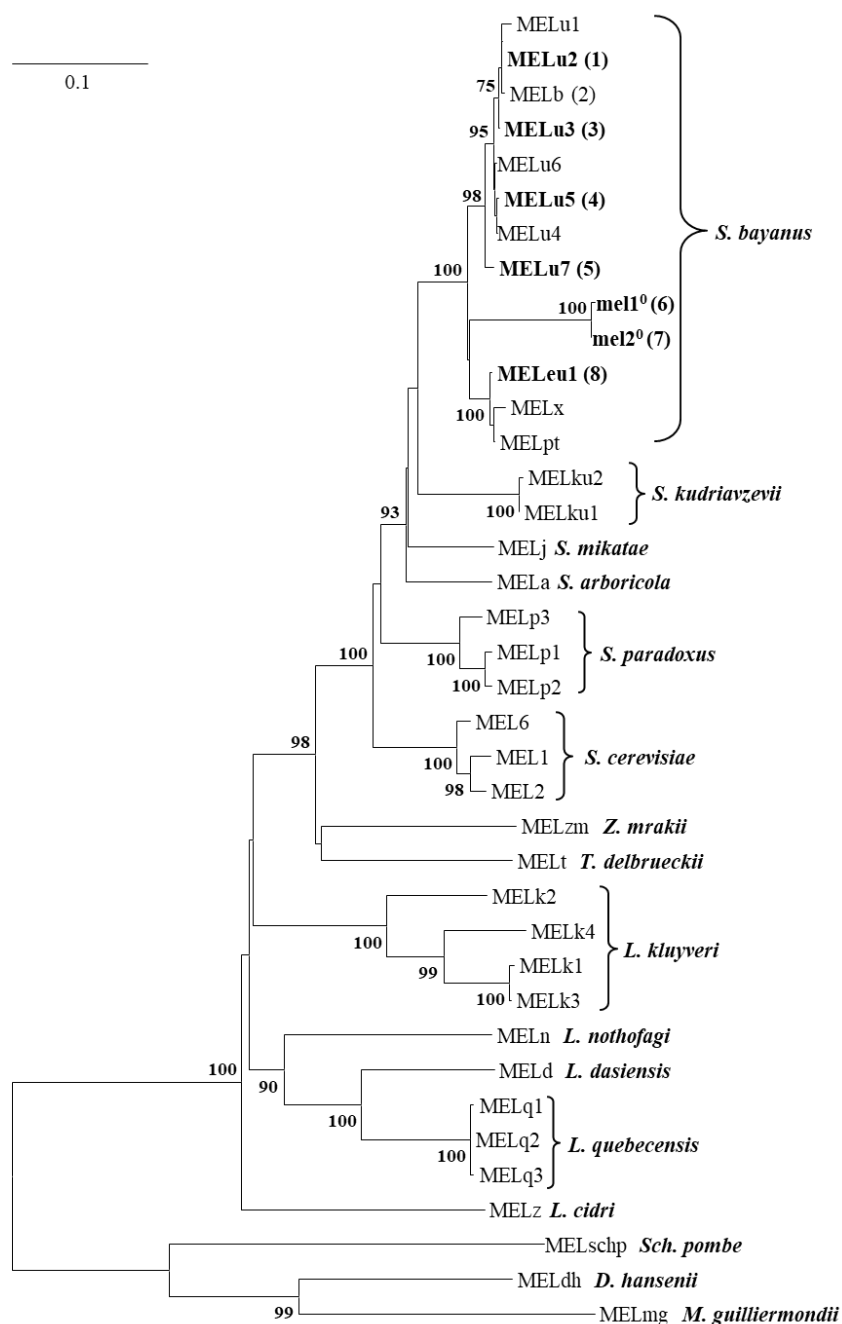 MELu1
0.1
MELu2 (1)
75
MELb (2)
95
MELu3 (3)
MELu6
98
MELu5 (4)
MELu4
S. bayanus
100
MELu7 (5)
100
mel1⁰ (6)
mel2⁰ (7)
MELeu1 (8)
100
MELx
MELpt
MELku2
S. kudriavzevii
100
MELku1
93
MELj S. mikatae
MELa S. arboricola
MELp3
100
100
MELp1
S. paradoxus
100
MELp2
MEL6
98
100
MEL1
S. cerevisiae
98
MEL2
MELzm Z. mrakii
MELt T. delbrueckii
MELk2
MELk4
100
L. kluyveri
99
MELk1
100
MELk3
MELn L. nothofagi
100
90
MELd L. dasiensis
MELq1
100
MELq2
L. quebecensis
100
MELq3
MELz L. cidri
MELschp Sch. pombe
MELdh D. hansenii
99
MELmg M. guilliermondii